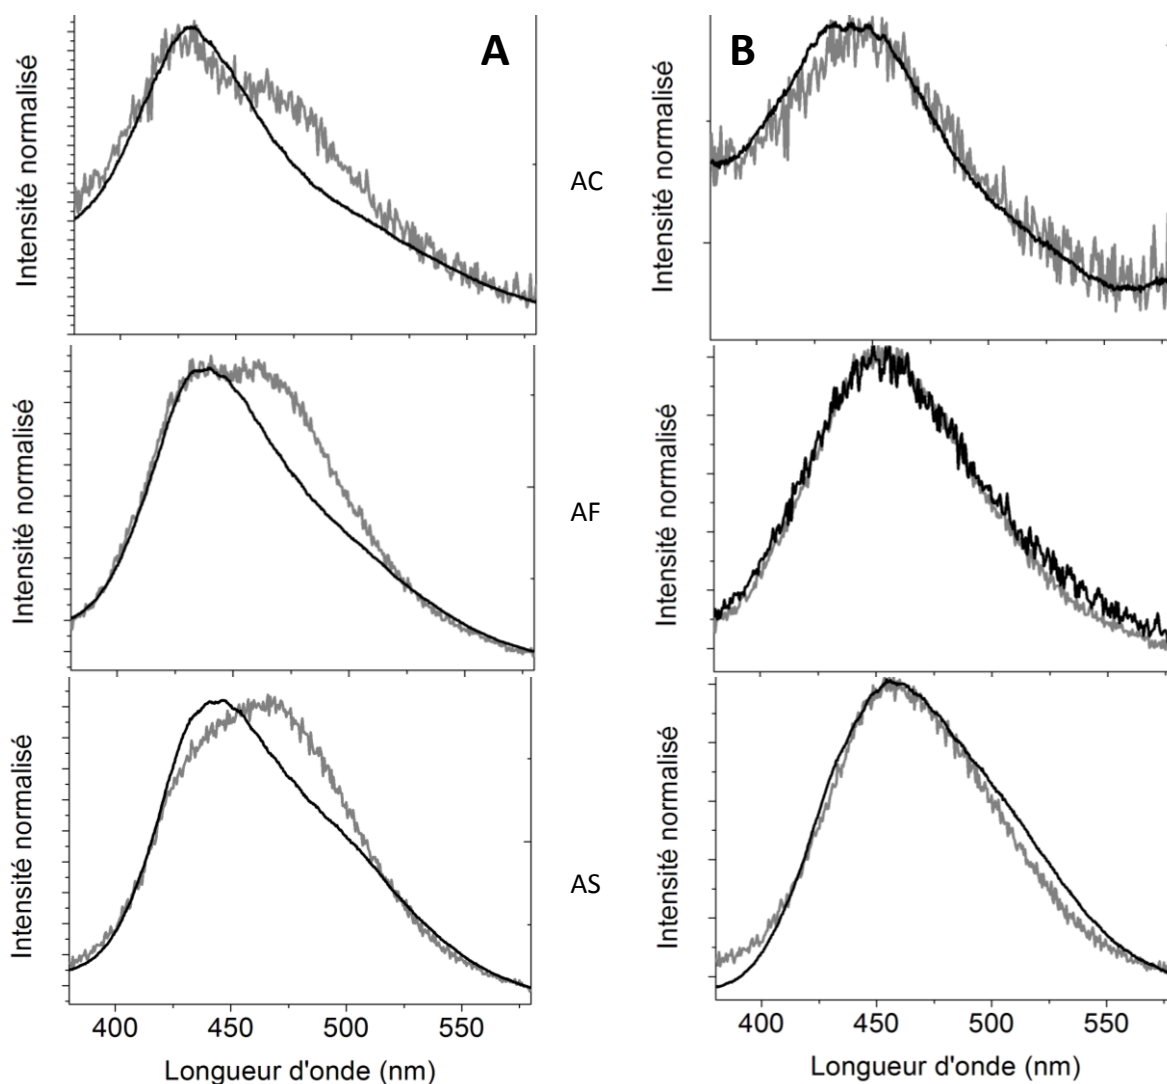 A
B
Intensité normalisé
AC
Intensité normalisé
Intensité normalisé
AF
Intensité normalisé
Intensité normalisé
AS
Intensité normalisé
400 450 500 550
400 450 500 550
Longueur d'onde (nm)
Longueur d'onde (nm)